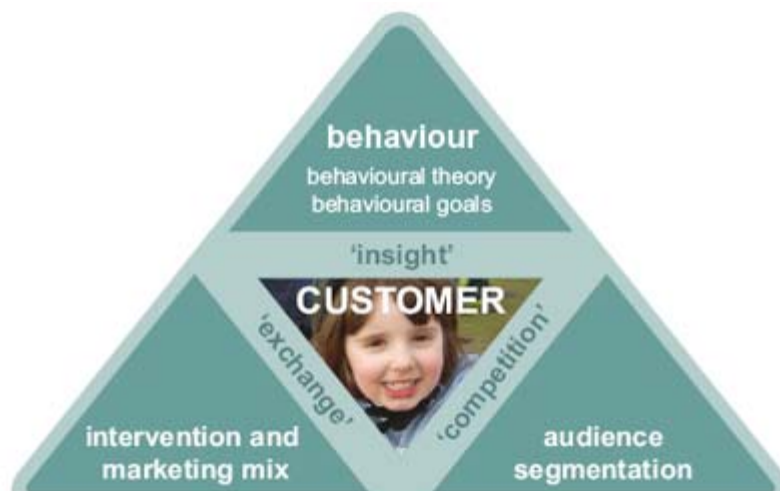 behaviour
behavioural theory
behavioural goals
'insight'
CUSTOMER
'exchange'
'competition'
intervention and
marketing mix
audience
segmentation